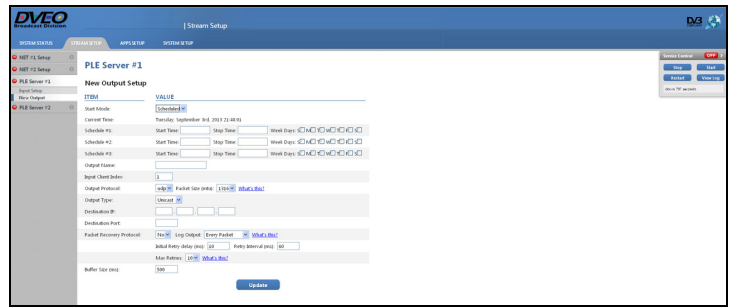 DVEO
Broadcast Division
| Stream Setup
DVB
SYSTEM STATUS
STREAM SETUP
APPS SETUP
SYSTEM SETUP
NET #1 Setup
NET #2 Setup
PLE Server #1
Input Setup
New Output
PLE Server #2
PLE Server #1
New Output Setup
ITEM VALUE
Start Mode: Scheduled
Current Time: Tuesday, September 3rd, 2013 21:48:01
Schedule #1: Start Time: Stop Time: Week Days: S M T W T F S
Schedule #2: Start Time: Stop Time: Week Days: S M T W T F S
Schedule #3: Start Time: Stop Time: Week Days: S M T W T F S
Output Name:
Input Client Index: 1
Output Protocol: udp Packet Size (mtu): 1316 What's this?
Output Type: Unicast
Destination IP: . . .
Destination Port:
Packet Recovery Protocol: No Log Output: Every Packet What's this?
Initial Retry delay (ms): 20 Retry Interval (ms): 60
Max Retries: 10 What's this?
Buffer Size (ms): 500
Update
Service Control OFF
Stop Start
Restart View Log
seconds